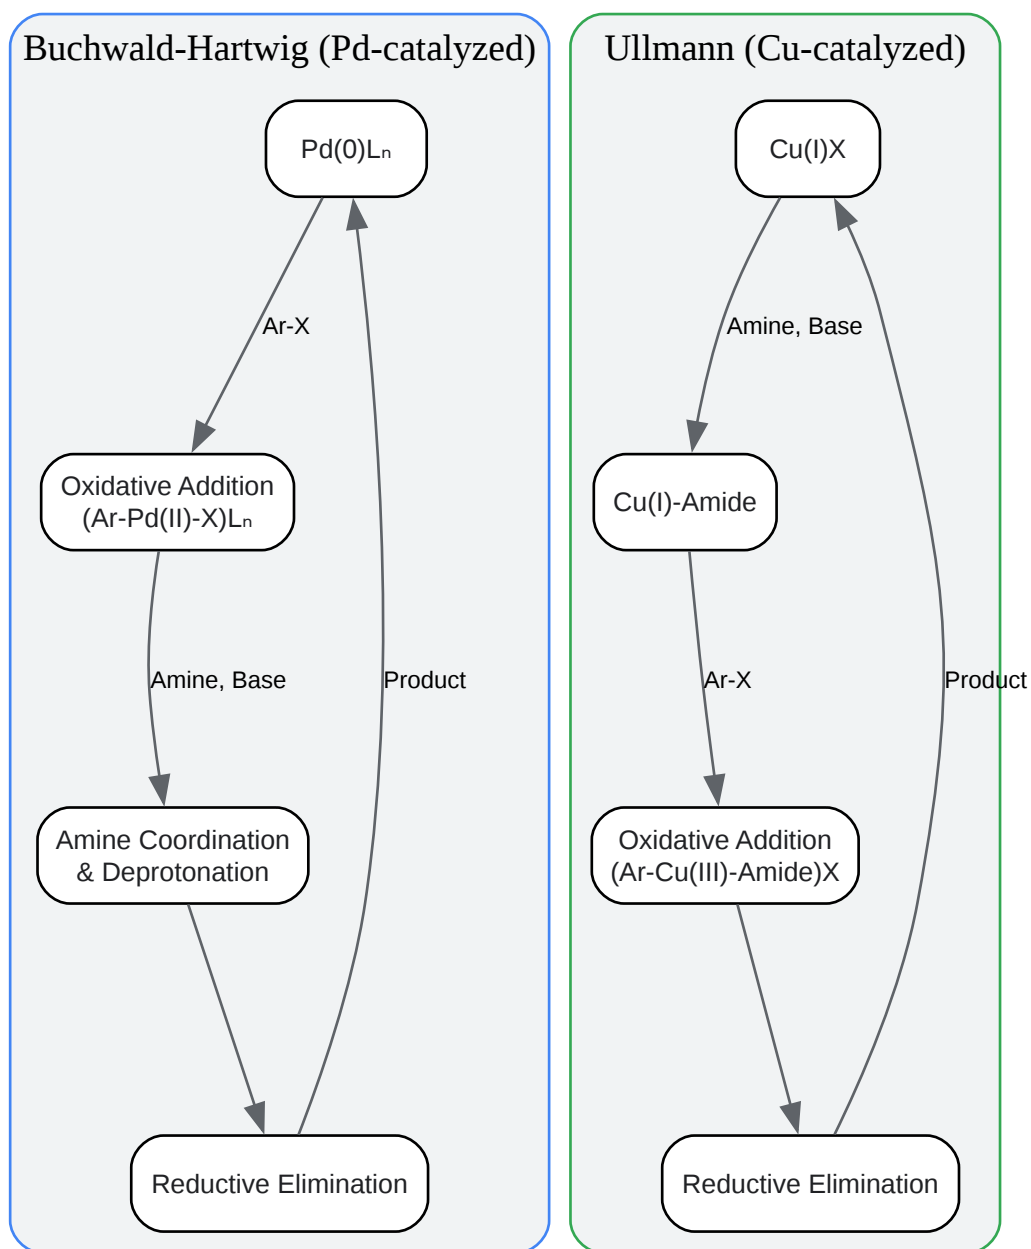 Buchwald-Hartwig (Pd-catalyzed)
Pd(0)Lₙ
Ar-X
Oxidative Addition
(Ar-Pd(II)-X)Lₙ
Amine, Base
Product
Amine Coordination
& Deprotonation
Reductive Elimination
Ullmann (Cu-catalyzed)
Cu(I)X
Amine, Base
Cu(I)-Amide
Ar-X
Product
Oxidative Addition
(Ar-Cu(III)-Amide)X
Reductive Elimination